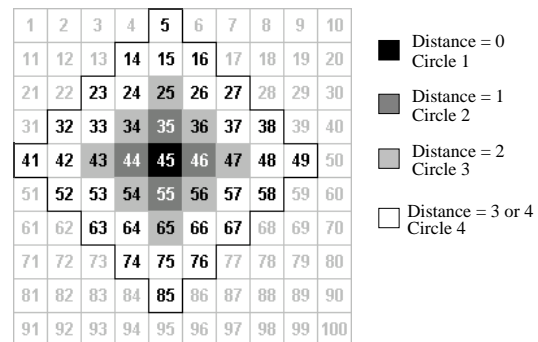 1 2 3 4 5 6 7 8 9 10
11 12 13 14 15 16 17 18 19 20
21 22 23 24 25 26 27 28 29 30
31 32 33 34 35 36 37 38 39 40
41 42 43 44 45 46 47 48 49 50
51 52 53 54 55 56 57 58 59 60
61 62 63 64 65 66 67 68 69 70
71 72 73 74 75 76 77 78 79 80
81 82 83 84 85 86 87 88 89 90
91 92 93 94 95 96 97 98 99 100
Distance = 0
Circle 1
Distance = 1
Circle 2
Distance = 2
Circle 3
Distance = 3 or 4
Circle 4